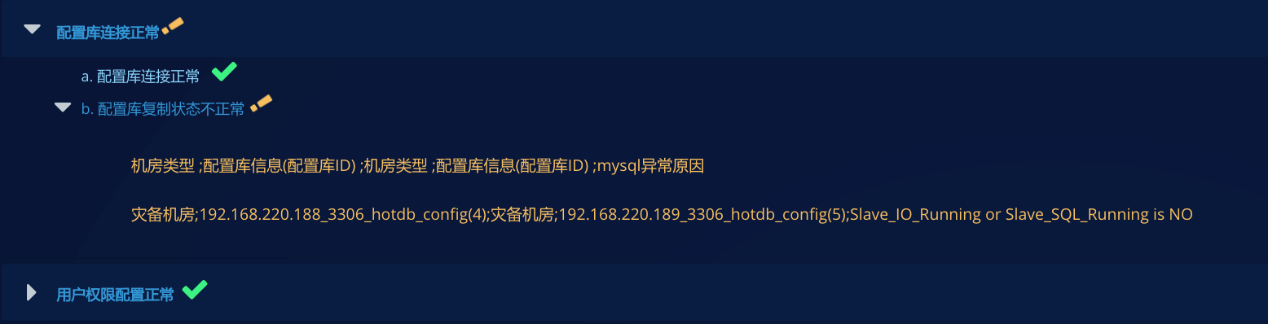 配置库连接正常
a. 配置库连接正常
b. 配置库复制状态不正常
机房类型 ;配置库信息(配置库ID) ;机房类型 ;配置库信息(配置库ID) ;mysql异常原因
灾备机房;192.168.220.188_3306_hotdb_config(4);灾备机房;192.168.220.189_3306_hotdb_config(5);Slave_IO_Running or Slave_SQL_Running is NO
用户权限配置正常